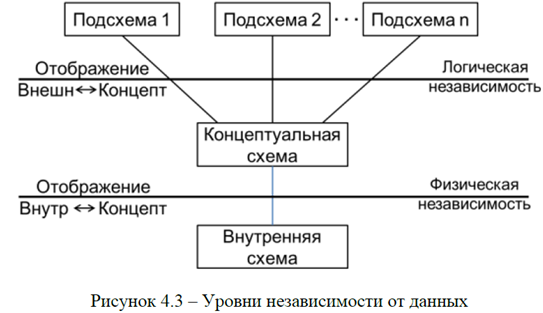 Подсхема 1 Подсхема 2 ··· Подсхема n
Отображение Логическая
Внешн↔Концепт независимость
Концептуальная
схема
Отображение Физическая
Внутр ↔ Концепт независимость
Внутренняя
схема
Рисунок 4.3 – Уровни независимости от данных